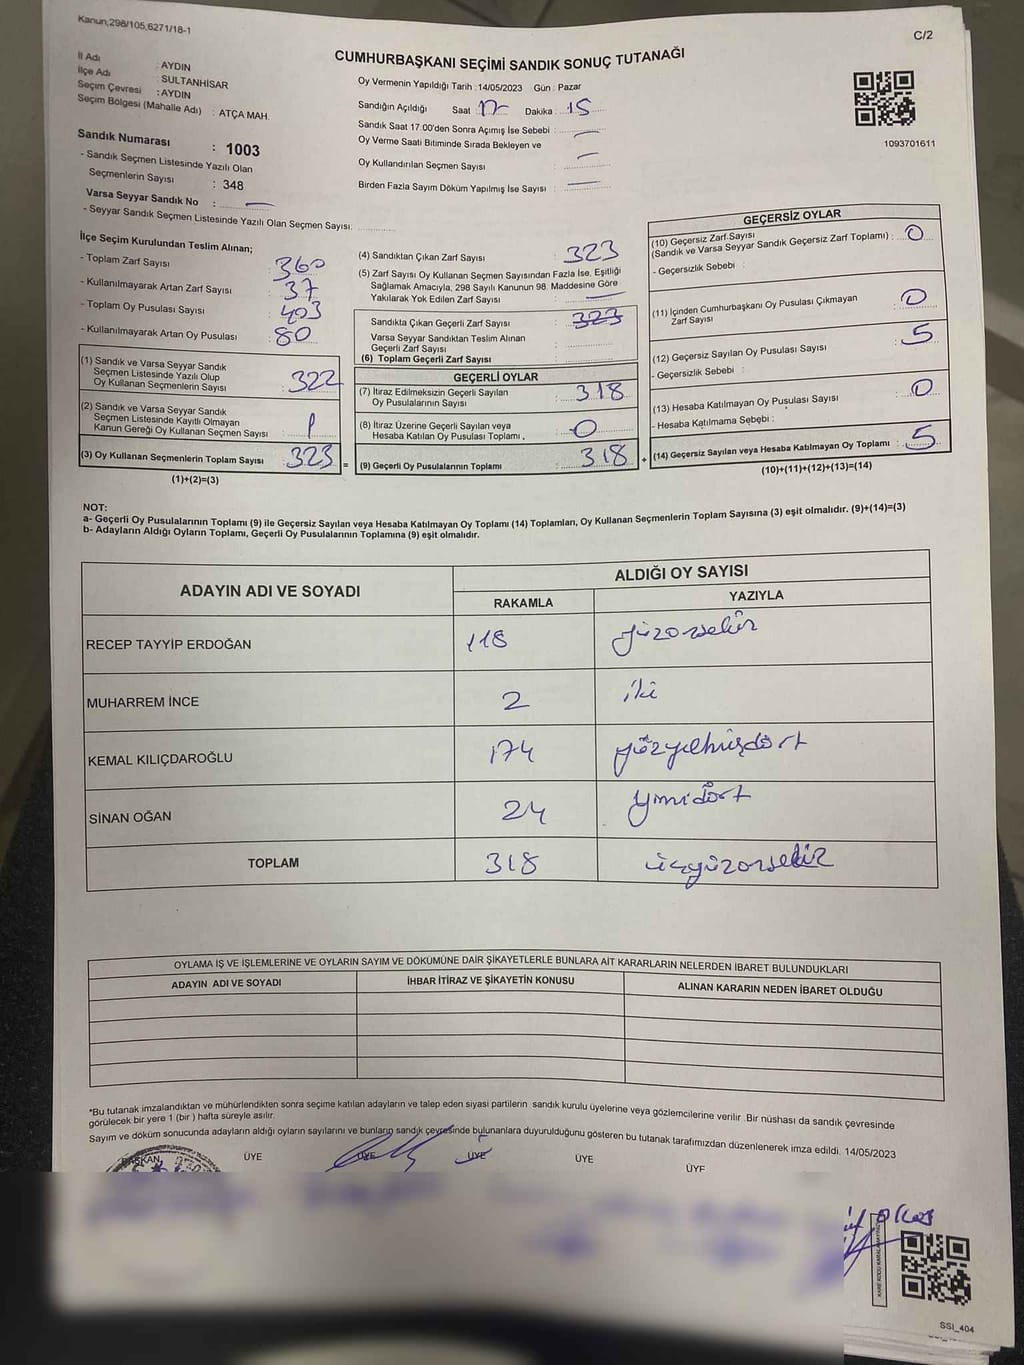 Kanun,298/105,6271/18-1
C/2
CUMHURBAŞKANI SEÇİMİ SANDIK SONUÇ TUTANAĞI
İl Adı : AYDIN
İlçe Adı : SULTANHİSAR
Seçim Çevresi : AYDIN
Seçim Bölgesi (Mahalle Adı) : ATÇA MAH.
Sandık Numarası : 1003
- Sandık Seçmen Listesinde Yazılı Olan
Seçmenlerin Sayısı : 348
Varsa Seyyar Sandık No : —
- Seyyar Sandık Seçmen Listesinde Yazılı Olan Seçmen Sayısı:
Oy Vermenin Yapıldığı Tarih : 14/05/2023 Gün : Pazar
Sandığın Açıldığı Saat 17 Dakika : 15
Sandık Saat 17:00'den Sonra Açımış İse Sebebi : —
Oy Verme Saati Bitiminde Sırada Bekleyen ve
Oy Kullandırılan Seçmen Sayısı : —
Birden Fazla Sayım Döküm Yapılmış İse Sayısı : —
1093701611
İlçe Seçim Kurulundan Teslim Alınan;
- Toplam Zarf Sayısı : 360
- Kullanılmayarak Artan Zarf Sayısı : 37
- Toplam Oy Pusulası Sayısı : 403
- Kullanılmayarak Artan Oy Pusulası : 80
(1) Sandık ve Varsa Seyyar Sandık
Seçmen Listesinde Yazılı Olup
Oy Kullanan Seçmenlerin Sayısı : 322
(2) Sandık ve Varsa Seyyar Sandık
Seçmen Listesinde Kayıtlı Olmayan
Kanun Gereği Oy Kullanan Seçmen Sayısı : 1
(3) Oy Kullanan Seçmenlerin Toplam Sayısı : 323 =
(1)+(2)=(3)
(4) Sandıktan Çıkan Zarf Sayısı : 323
(5) Zarf Sayısı Oy Kullanan Seçmen Sayısından Fazla İse, Eşitliği
Sağlamak Amacıyla, 298 Sayılı Kanunun 98. Maddesine Göre
Yakılarak Yok Edilen Zarf Sayısı : —
Sandıkta Çıkan Geçerli Zarf Sayısı : 323
Varsa Seyyar Sandıktan Teslim Alınan
Geçerli Zarf Sayısı :
(6) Toplam Geçerli Zarf Sayısı
GEÇERLİ OYLAR
(7) İtiraz Edilmeksizin Geçerli Sayılan
Oy Pusulalarının Sayısı : 318
(8) İtiraz Üzerine Geçerli Sayılan veya
Hesaba Katılan Oy Pusulası Toplamı : 0
(9) Geçerli Oy Pusulalarının Toplamı : 318 +
GEÇERSİZ OYLAR
(10) Geçersiz Zarf Sayısı
(Sandık ve Varsa Seyyar Sandık Geçersiz Zarf Toplamı) : 0
- Geçersizlik Sebebi :
(11) İçinden Cumhurbaşkanı Oy Pusulası Çıkmayan
Zarf Sayısı : 0
(12) Geçersiz Sayılan Oy Pusulası Sayısı : 5
- Geçersizlik Sebebi :
(13) Hesaba Katılmayan Oy Pusulası Sayısı : 0
- Hesaba Katılmama Sebebi :
(14) Geçersiz Sayılan veya Hesaba Katılmayan Oy Toplamı : 5
(10)+(11)+(12)+(13)=(14)
NOT:
a- Geçerli Oy Pusulalarının Toplamı (9) ile Geçersiz Sayılan veya Hesaba Katılmayan Oy Toplamı (14) Toplamları, Oy Kullanan Seçmenlerin Toplam Sayısına (3) eşit olmalıdır. (9)+(14)=(3)
b- Adayların Aldığı Oyların Toplamı, Geçerli Oy Pusulalarının Toplamına (9) eşit olmalıdır.
ADAYIN ADI VE SOYADI ALDIĞI OY SAYISI
RAKAMLA YAZIYLA
RECEP TAYYİP ERDOĞAN 118 yüzonsekiz
MUHARREM İNCE 2 iki
KEMAL KILIÇDAROĞLU 174 yüzyetmişdört
SİNAN OĞAN 24 yirmidört
TOPLAM 318 üçyüzonsekiz
OYLAMA İŞ VE İŞLEMLERİNE VE OYLARIN SAYIM VE DÖKÜMÜNE DAİR ŞİKAYETLERLE BUNLARA AİT KARARLARIN NELERDEN İBARET BULUNDUKLARI
ADAYIN ADI VE SOYADI İHBAR İTİRAZ VE ŞİKAYETİN KONUSU ALINAN KARARIN NEDEN İBARET OLDUĞU
*Bu tutanak imzalandıktan ve mühürlendikten sonra seçime katılan adayların ve talep eden siyasi partilerin sandık kurulu üyelerine veya gözlemcilerine verilir. Bir nüshası da sandık çevresinde
görülecek bir yere 1 (bir ) hafta süreyle asılır.
Sayım ve döküm sonucunda adayların aldığı oyların sayılarını ve bunların sandık çevresinde bulunanlara duyurulduğunu gösteren bu tutanak tarafımızdan düzenlenerek imza edildi. 14/05/2023
BAŞKAN ÜYE ÜYE ÜYE ÜYE ÜYE
SSI_404